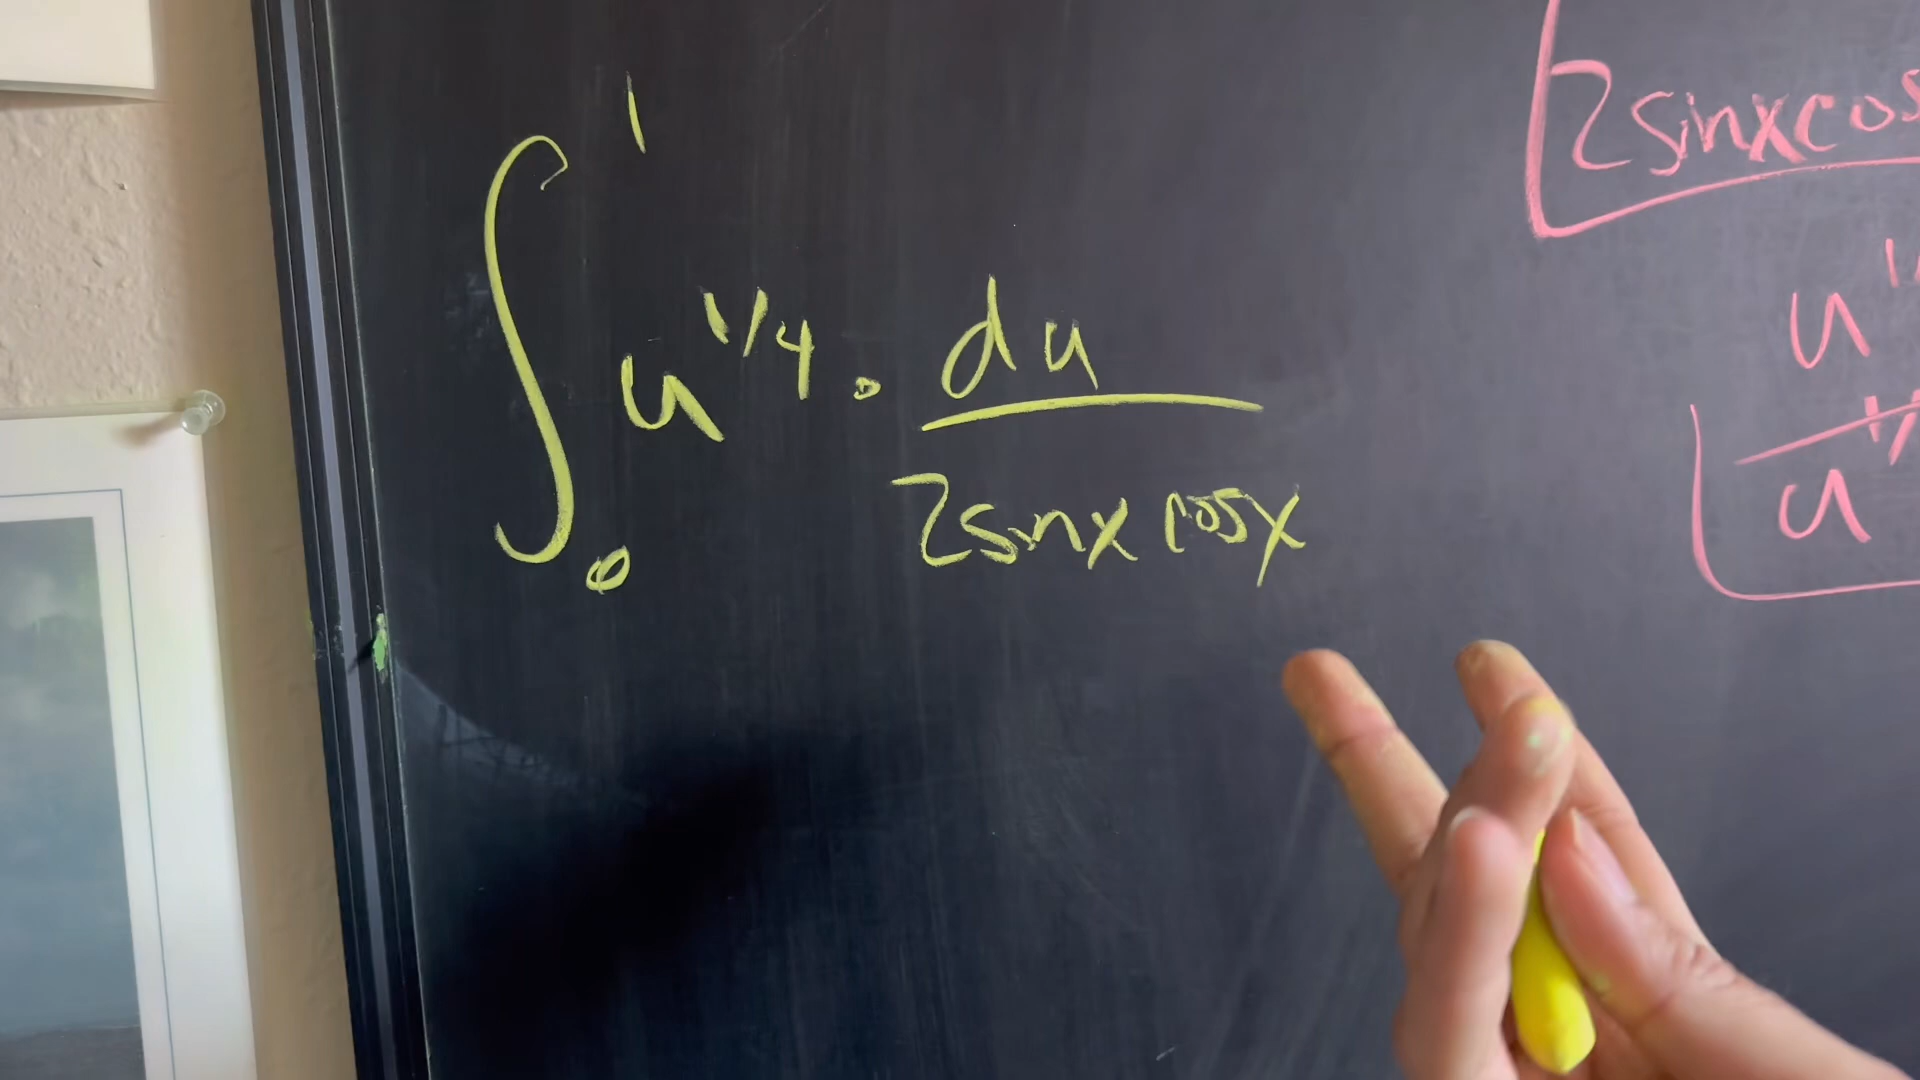 ∫₀¹ u^1/4 · du / 2sinx cosx
2sinxcos
u
u